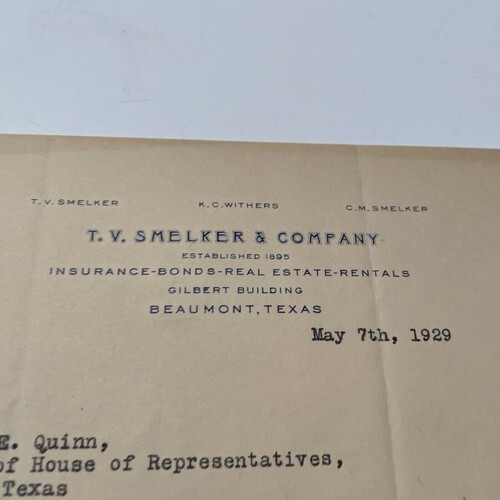 T. V. SMELKER K. C. WITHERS C. M. SMELKER
T. V. SMELKER & COMPANY
ESTABLISHED 1895
INSURANCE-BONDS-REAL ESTATE-RENTALS
GILBERT BUILDING
BEAUMONT, TEXAS
May 7th, 1929
E. Quinn,
of House of Representatives,
Texas